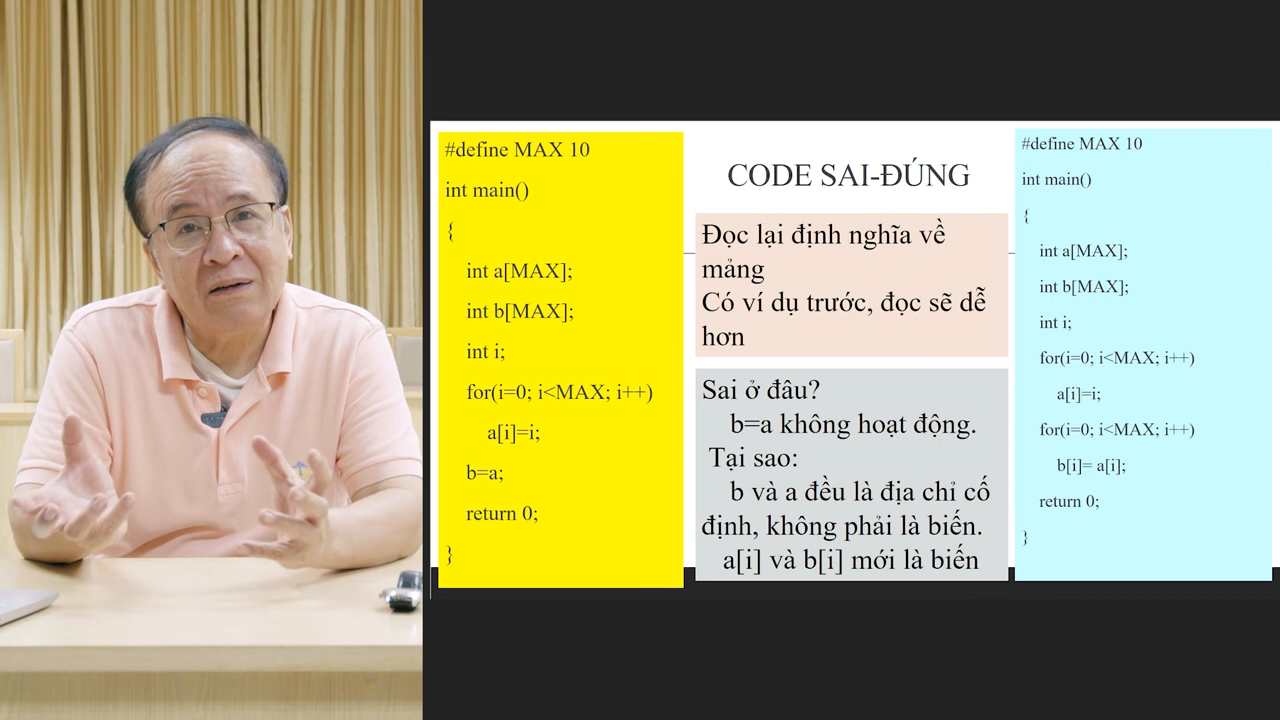 #define MAX 10
int main()
{
int a[MAX];
int b[MAX];
int i;
for(i=0; i<MAX; i++)
a[i]=i;
b=a;
return 0;
}
CODE SAI-ĐÚNG
Đọc lại định nghĩa về
mảng
Có ví dụ trước, đọc sẽ dễ
hơn
Sai ở đâu?
b=a không hoạt động.
Tại sao:
b và a đều là địa chỉ cố
định, không phải là biến.
a[i] và b[i] mới là biến
#define MAX 10
int main()
{
int a[MAX];
int b[MAX];
int i;
for(i=0; i<MAX; i++)
a[i]=i;
for(i=0; i<MAX; i++)
b[i]= a[i];
return 0;
}